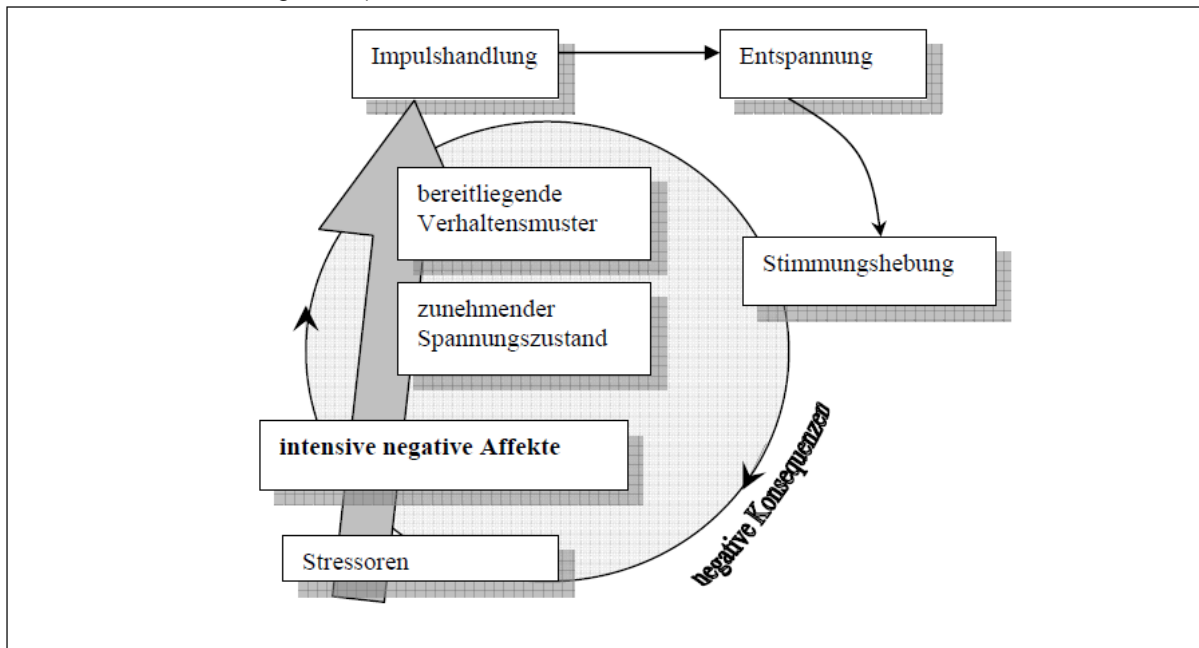 Impulshandlung
Entspannung
bereitliegende
Verhaltensmuster
Stimmungshebung
zunehmender
Spannungszustand
intensive negative Affekte
negative Konsequenzen
Stressoren